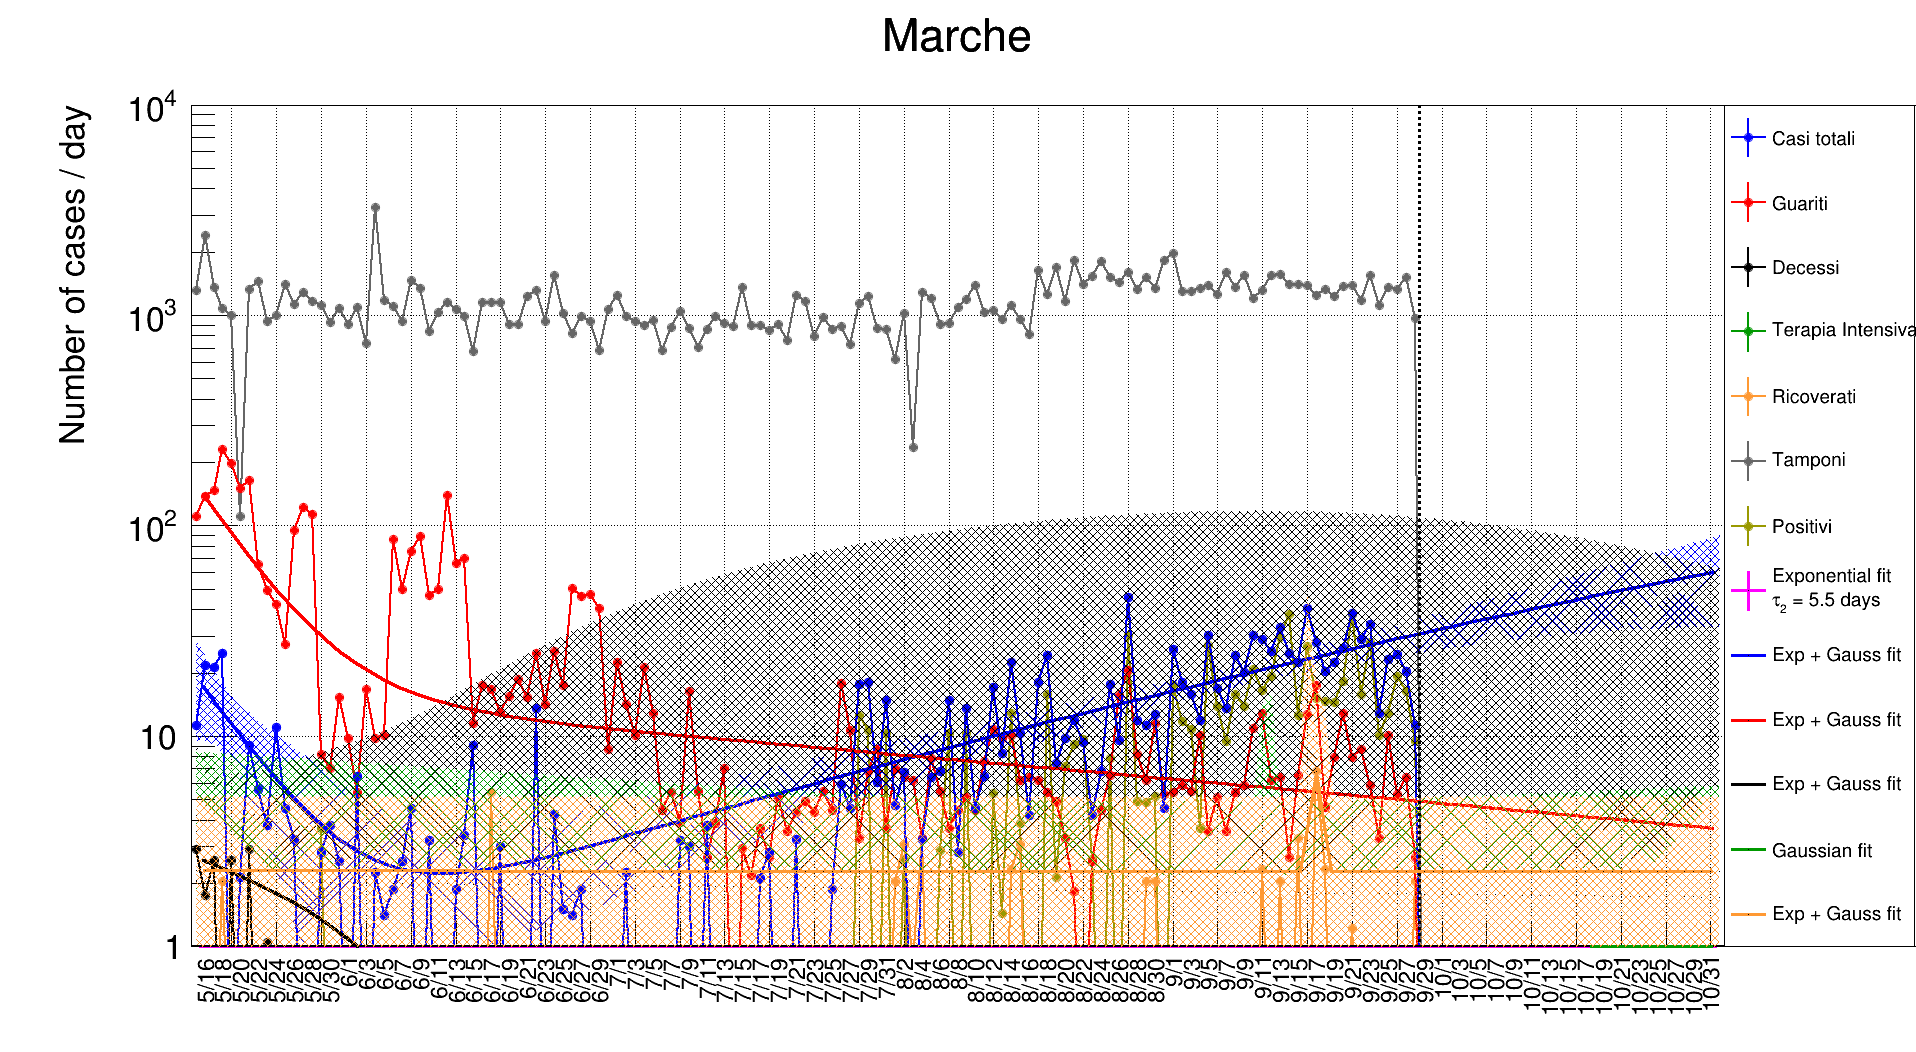 Marche
Number of cases / day
10^4
10^3
10^2
10
1
5/16 5/18 5/20 5/22 5/24 5/26 5/28 5/30 6/1 6/3 6/5 6/7 6/9 6/11 6/13 6/15 6/17 6/19 6/21 6/23 6/25 6/27 6/29 7/1 7/3 7/5 7/7 7/9 7/11 7/13 7/15 7/17 7/19 7/21 7/23 7/25 7/27 7/29 7/31 8/2 8/4 8/6 8/8 8/10 8/12 8/14 8/16 8/18 8/20 8/22 8/24 8/26 8/28 8/30 9/1 9/3 9/5 9/7 9/9 9/11 9/13 9/15 9/17 9/19 9/21 9/23 9/25 9/27 9/29 10/1 10/3 10/5 10/7 10/9 10/11 10/13 10/15 10/17 10/19 10/21 10/23 10/25 10/27 10/29 10/31
Casi totali
Guariti
Decessi
Terapia Intensiva
Ricoverati
Tamponi
Positivi
Exponential fit
τ₂ = 5.5 days
Exp + Gauss fit
Exp + Gauss fit
Exp + Gauss fit
Gaussian fit
Exp + Gauss fit